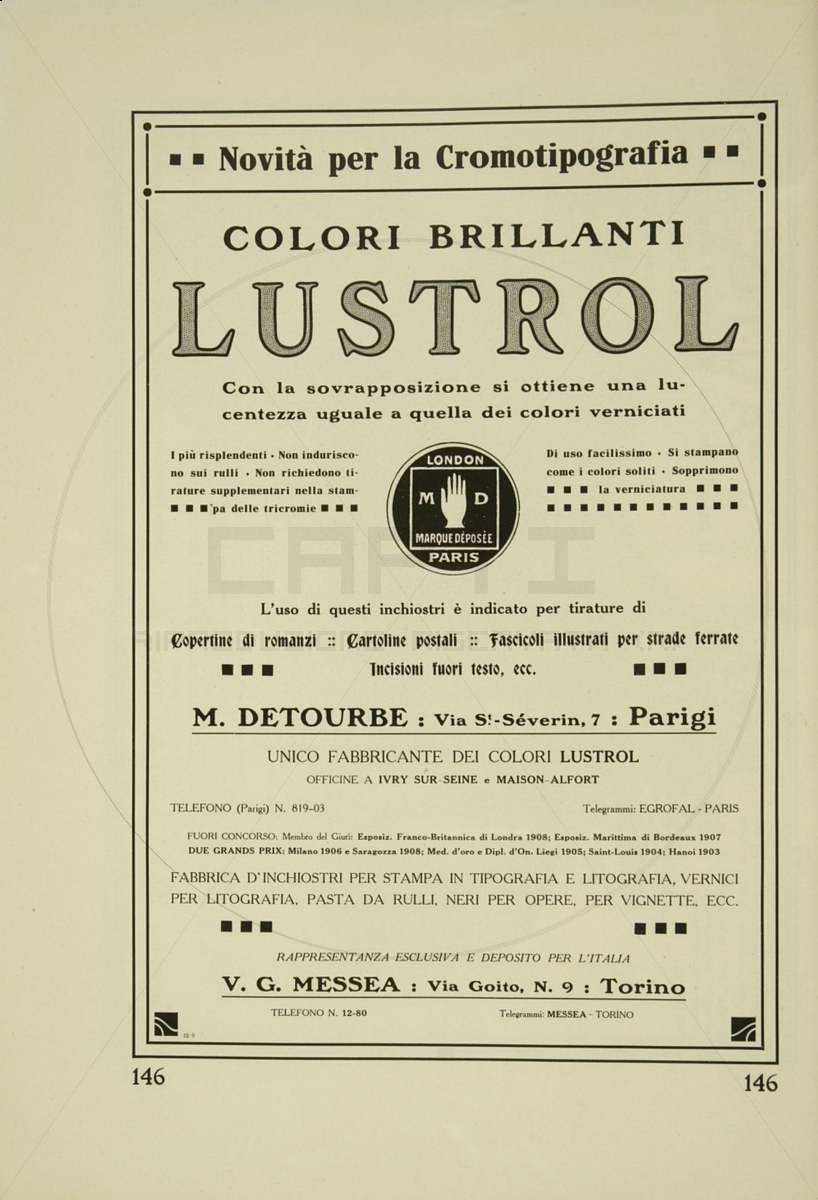 Novità per la Cromotipografia
COLORI BRILLANTI
LUSTROL
Con la sovrapposizione si ottiene una lu-
centezza uguale a quella dei colori verniciati
I più risplendenti • Non indurisco-
no sui rulli • Non richiedono ti-
rature supplementari nella stam-
pa delle tricromie
LONDON
M D
MARQUE DÉPOSÉE
PARIS
Di uso facilissimo • Si stampano
come i colori soliti • Sopprimono
la verniciatura
CAPTI
L'uso di questi inchiostri è indicato per tirature di
Copertine di romanzi :: Cartoline postali :: Fascicoli illustrati per strade ferrate
Incisioni fuori testo, ecc.
M. DETOURBE : Via St-Séverin, 7 : Parigi
UNICO FABBRICANTE DEI COLORI LUSTROL
OFFICINE A IVRY SUR SEINE e MAISON-ALFORT
TELEFONO (Parigi) N. 819-03
Telegrammi: EGROFAL - PARIS
FUORI CONCORSO: Membro del Giurì: Esposiz. Franco-Britannica di Londra 1908; Esposiz. Marittima di Bordeaux 1907
DUE GRANDS PRIX: Milano 1906 e Saragozza 1908; Med. d'oro e Dipl. d'On. Liegi 1905; Saint-Louis 1904; Hanoi 1903
FABBRICA D'INCHIOSTRI PER STAMPA IN TIPOGRAFIA E LITOGRAFIA, VERNICI
PER LITOGRAFIA, PASTA DA RULLI, NERI PER OPERE, PER VIGNETTE, ECC.
RAPPRESENTANZA ESCLUSIVA E DEPOSITO PER L'ITALIA
V. G. MESSEA : Via Goito, N. 9 : Torino
TELEFONO N. 12-80
Telegrammi: MESSEA - TORINO
146
146